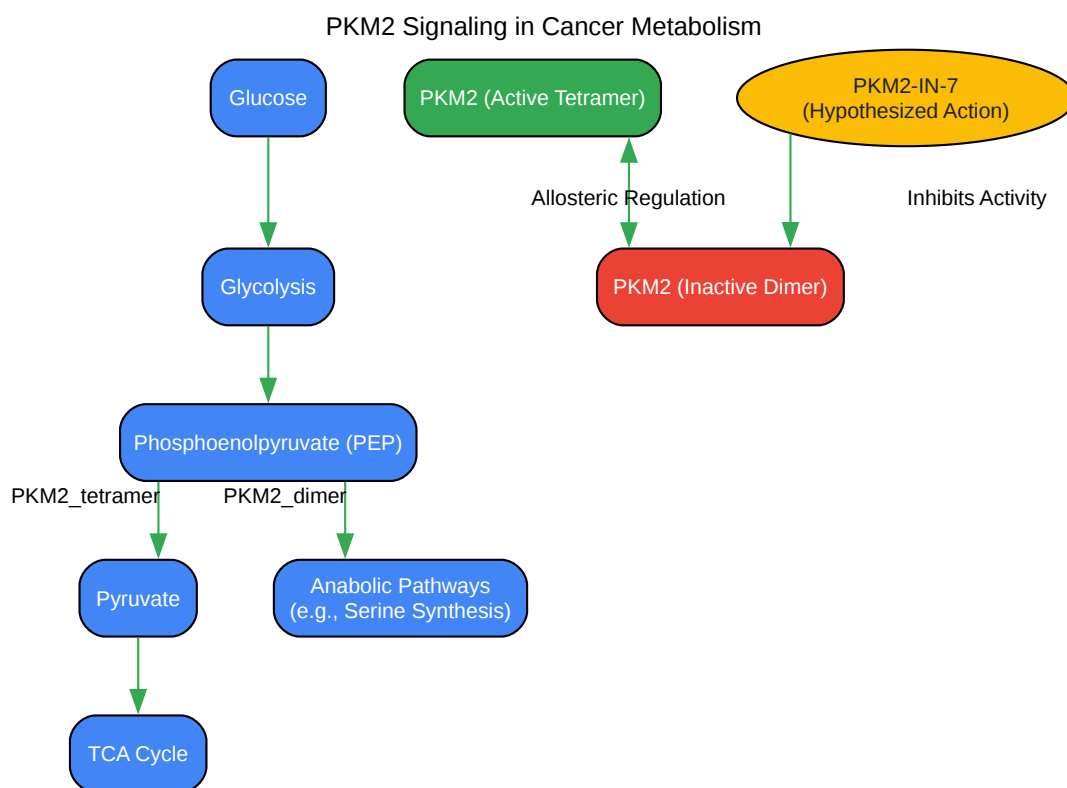 PKM2 Signaling in Cancer Metabolism
Glucose
PKM2 (Active Tetramer)
PKM2-IN-7
(Hypothesized Action)
Allosteric Regulation
Inhibits Activity
Glycolysis
PKM2 (Inactive Dimer)
Phosphoenolpyruvate (PEP)
PKM2_tetramer
PKM2_dimer
Pyruvate
Anabolic Pathways
(e.g., Serine Synthesis)
TCA Cycle